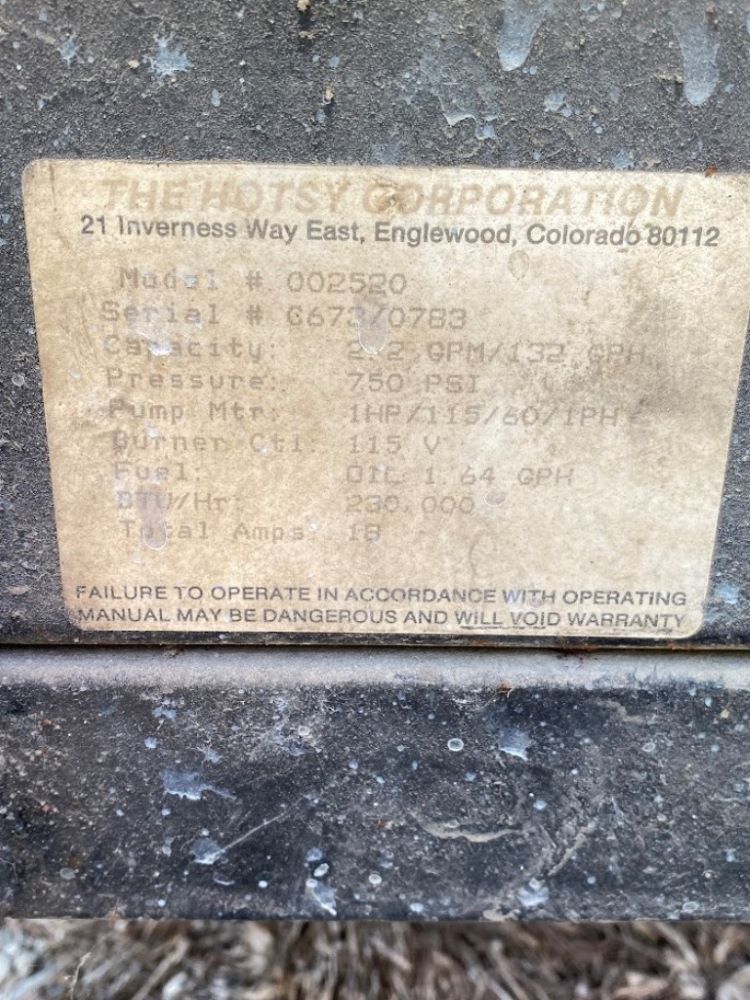 THE HOTSY CORPORATION
21 Inverness Way East, Englewood, Colorado 80112
Model # 002520
Serial # G673/0783
Capacity: 2.2 GPM/132 GPH
Pressure: 750 PSI
Pump Mtr: 1HP/115/60/1PH
Burner Ctl: 115 V
Fuel: OIL 1.64 GPH
BTU/Hr: 230,000
Total Amps 18
FAILURE TO OPERATE IN ACCORDANCE WITH OPERATING
MANUAL MAY BE DANGEROUS AND WILL VOID WARRANTY